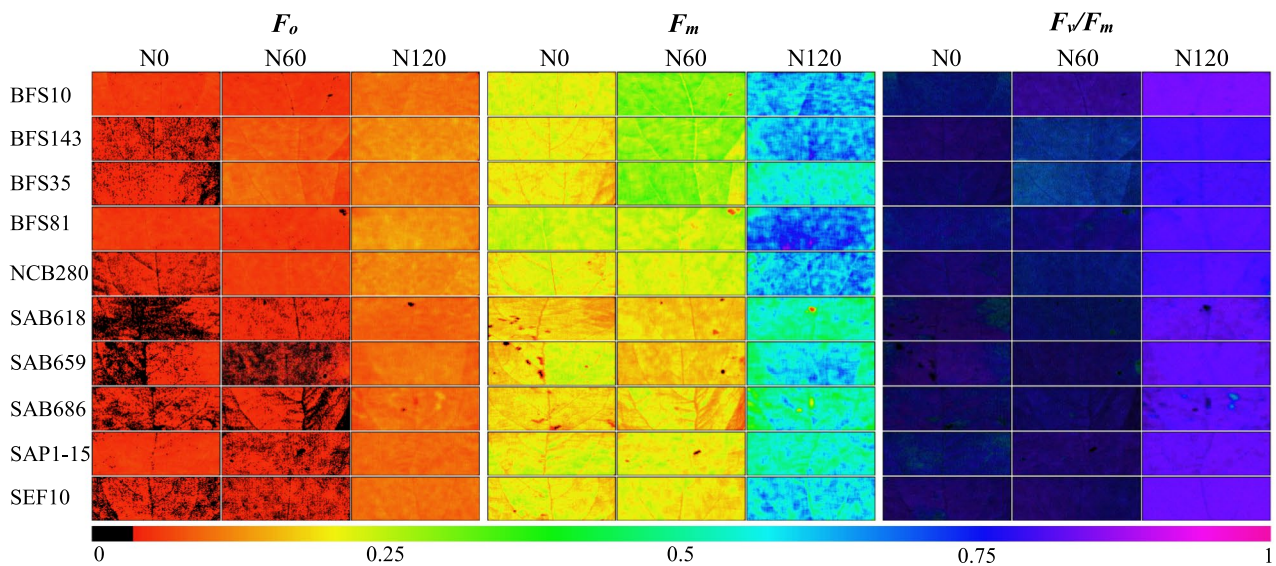 Fo Fm Fv/Fm
N0 N60 N120 N0 N60 N120 N0 N60 N120
BFS10
BFS143
BFS35
BFS81
NCB280
SAB618
SAB659
SAB686
SAP1-15
SEF10
0 0.25 0.5 0.75 1